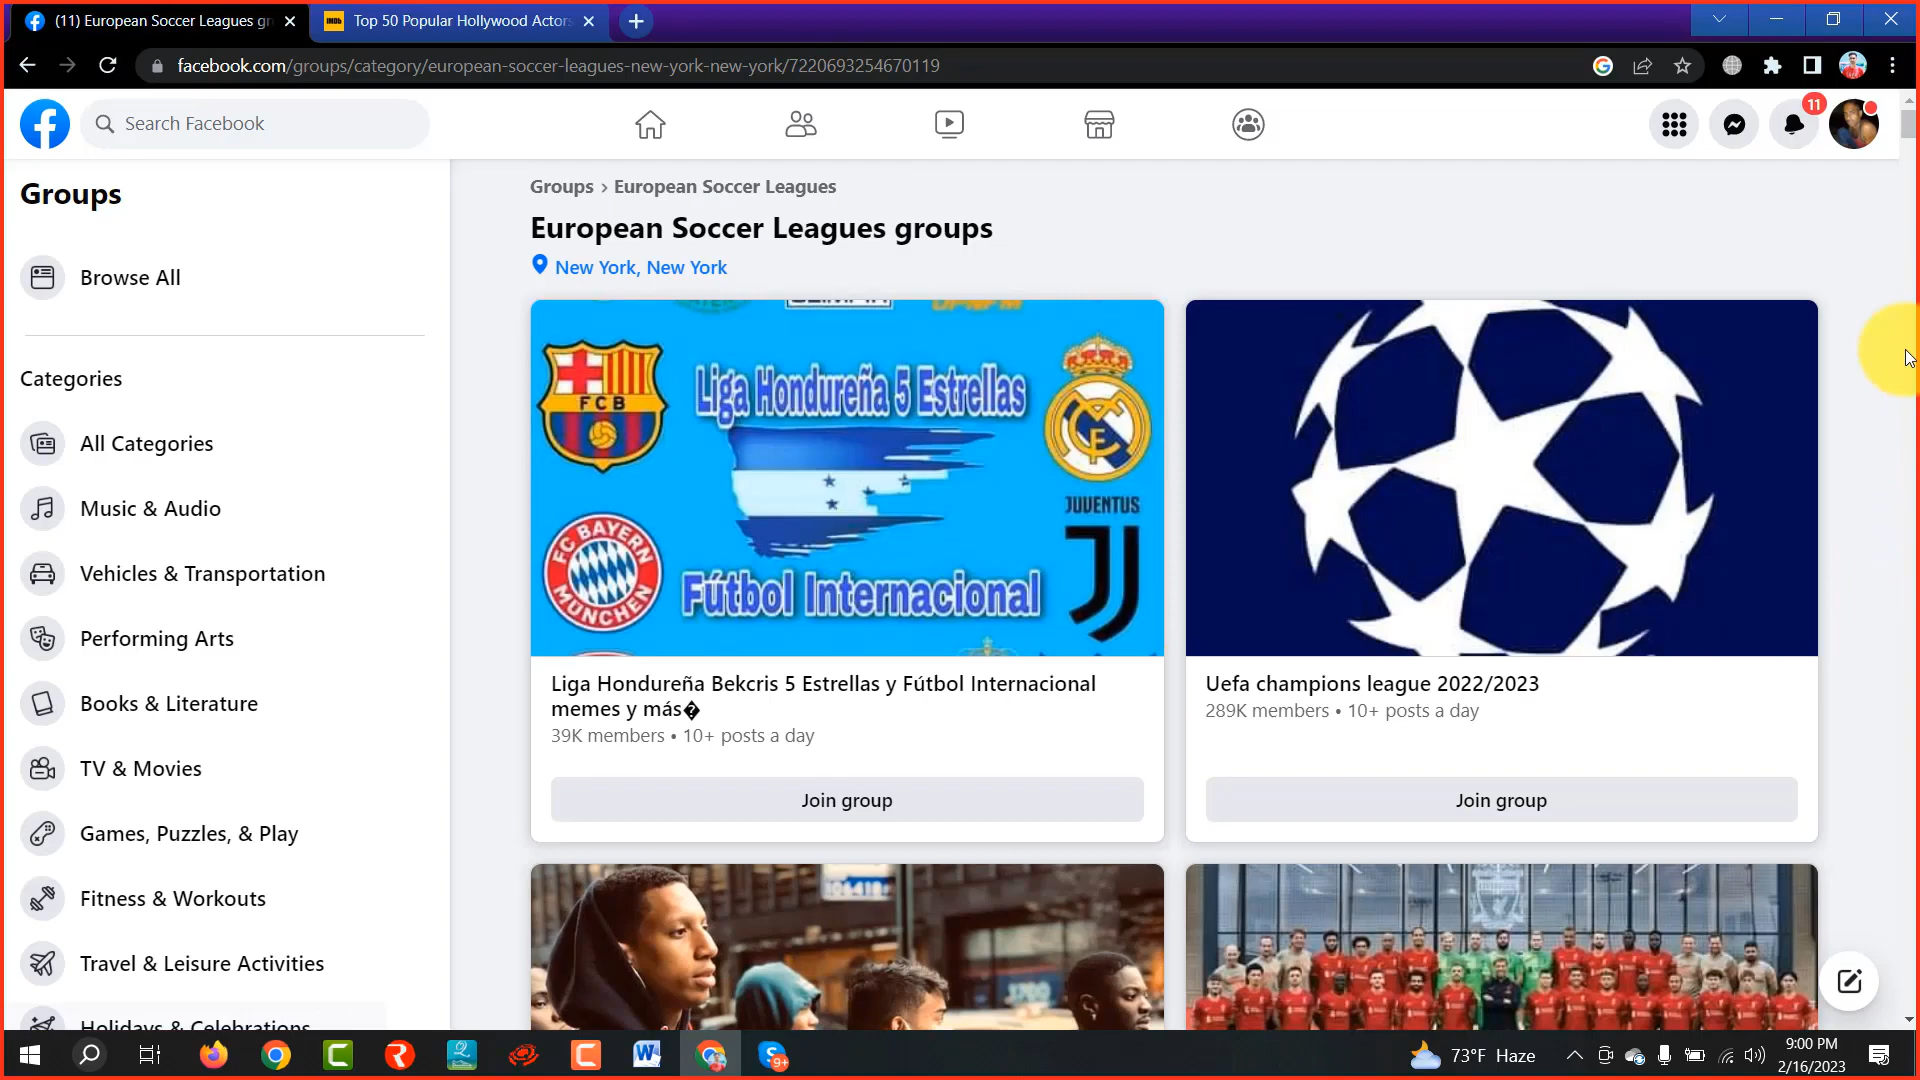 (11) European Soccer Leagues gr
IMDb
Top 50 Popular Hollywood Actors
facebook.com/groups/category/european-soccer-leagues-new-york-new-york/7220693254670119
Search Facebook
11
Groups
Browse All
Categories
All Categories
Music & Audio
Vehicles & Transportation
Performing Arts
Books & Literature
TV & Movies
Games, Puzzles, & Play
Fitness & Workouts
Travel & Leisure Activities
Holidays & Celebrations
Groups › European Soccer Leagues
European Soccer Leagues groups
New York, New York
FCB
Liga Hondureña 5 Estrellas
JUVENTUS
FC BAYERN
MÜNCHEN
Fútbol Internacional
Liga Hondureña Bekcris 5 Estrellas y Fútbol Internacional
memes y más�
39K members • 10+ posts a day
Join group
Uefa champions league 2022/2023
289K members • 10+ posts a day
Join group
9+
73°F Haze
9:00 PM
2/16/2023